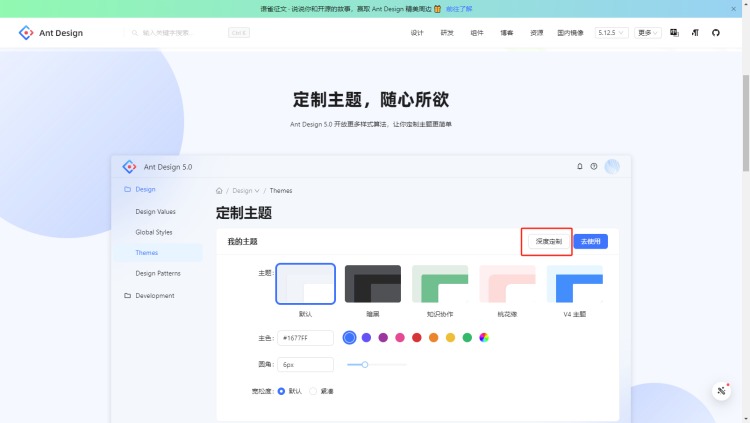 语雀征文 · 说说你和开源的故事，赢取 Ant Design 精美周边 前往了解
Ant Design
输入关键字搜索
Ctrl K
设计 研发 组件 博客 资源 国内镜像 5.12.5 更多
定制主题，随心所欲
Ant Design 5.0 开放更多样式算法，让你定制主题更简单
Ant Design 5.0
Design
Design Values
Global Styles
Themes
Design Patterns
Development
/ Design / Themes
定制主题
我的主题 深度定制 去使用
主题:
默认 暗黑 知识协作 桃花缘 V4 主题
主色: #1677FF
圆角: 6px
宽松度: 默认 紧凑